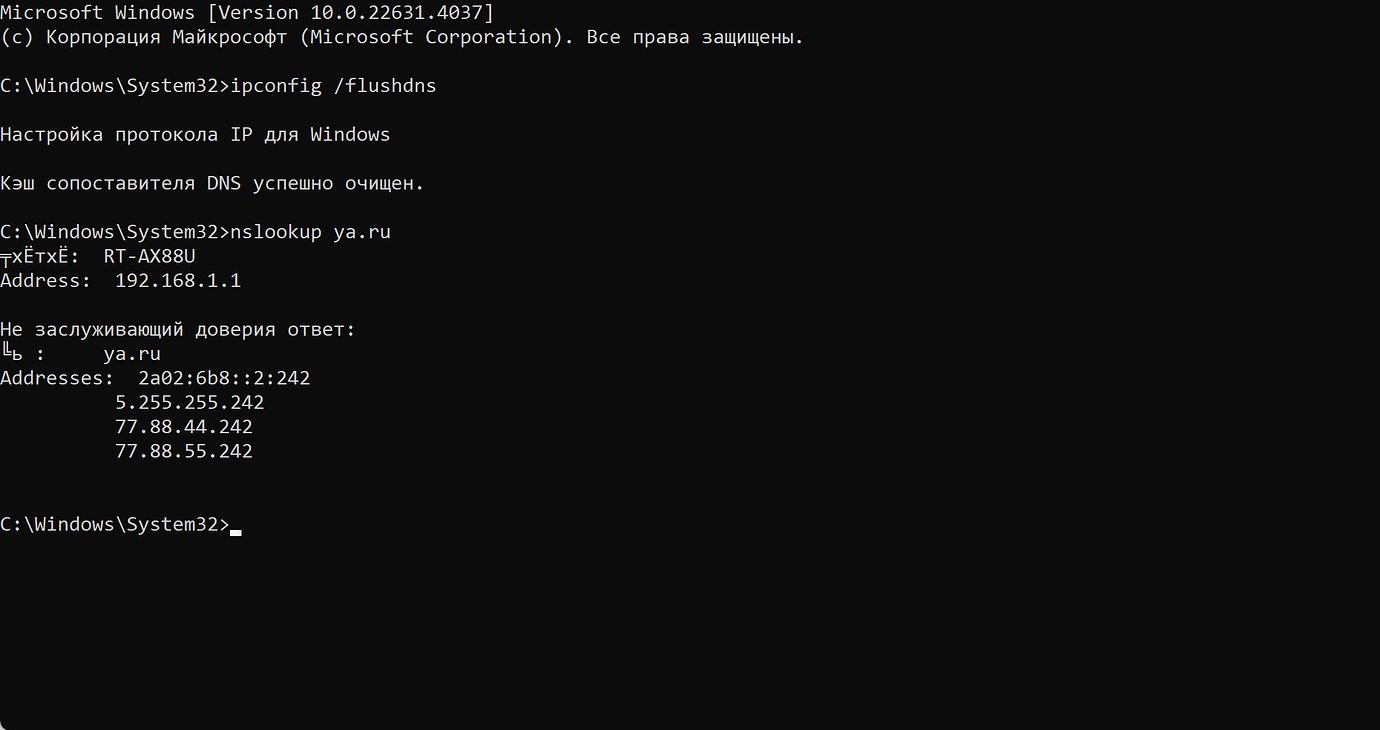 Microsoft Windows [Version 10.0.22631.4037]
(c) Корпорация Майкрософт (Microsoft Corporation). Все права защищены.
C:\Windows\System32>ipconfig /flushdns
Настройка протокола IP для Windows
Кэш сопоставителя DNS успешно очищен.
C:\Windows\System32>nslookup ya.ru
╤хЁтхЁ:  RT-AX88U
Address:  192.168.1.1
Не заслуживающий доверия ответ:
╚ь :     ya.ru
Addresses:  2a02:6b8::2:242
5.255.255.242
77.88.44.242
77.88.55.242
C:\Windows\System32>